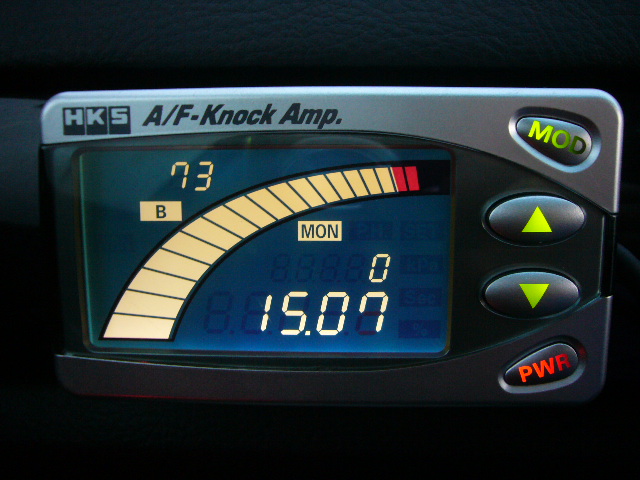 HKS A/F-Knock Amp.
MOD
73
B
MON
0
15.07
PWR